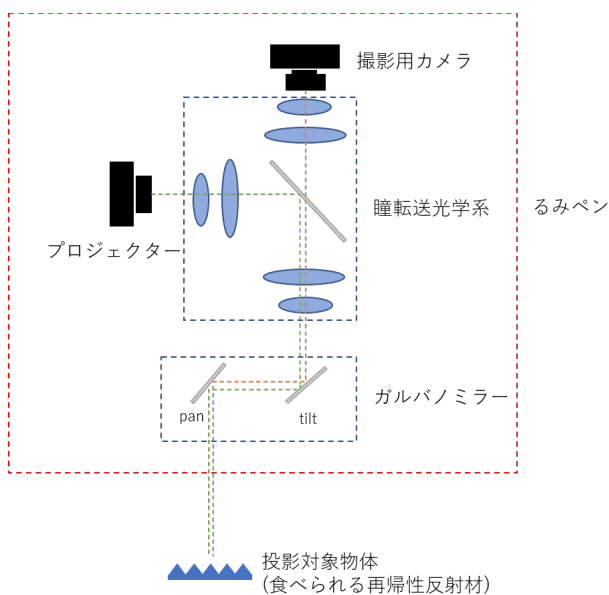 撮影用カメラ
瞳転送光学系
るみペン
プロジェクター
ガルバノミラー
pan
tilt
投影対象物体
(食べられる再帰性反射材)